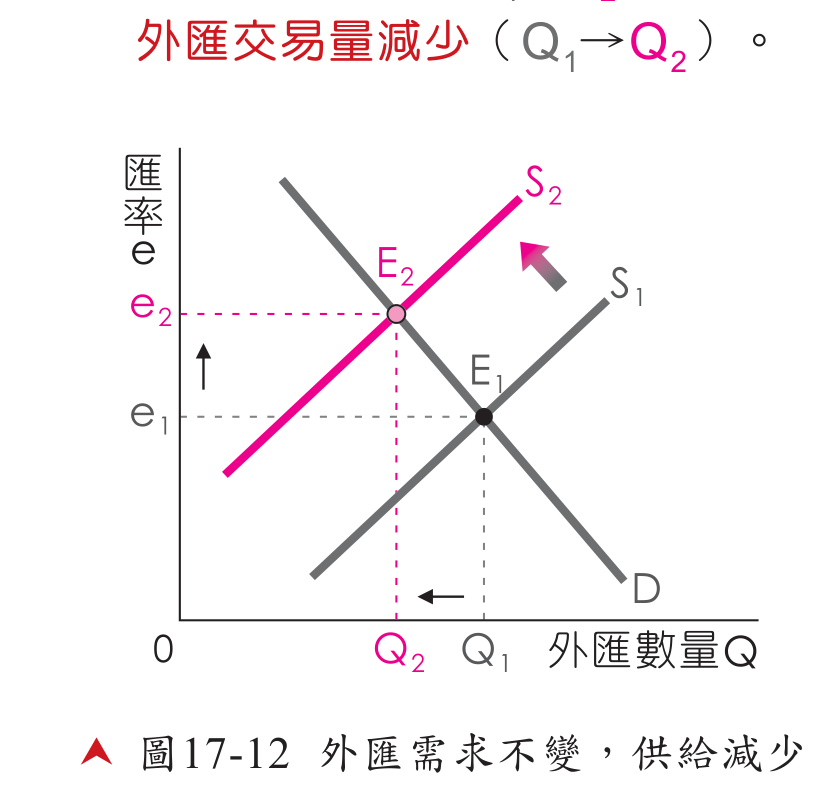 外匯交易量減少（Q₁→Q₂）。
匯率e
S₂
E₂
S₁
e₂
E₁
e₁
D
0
Q₂
Q₁
外匯數量Q
圖17-12 外匯需求不變，供給減少